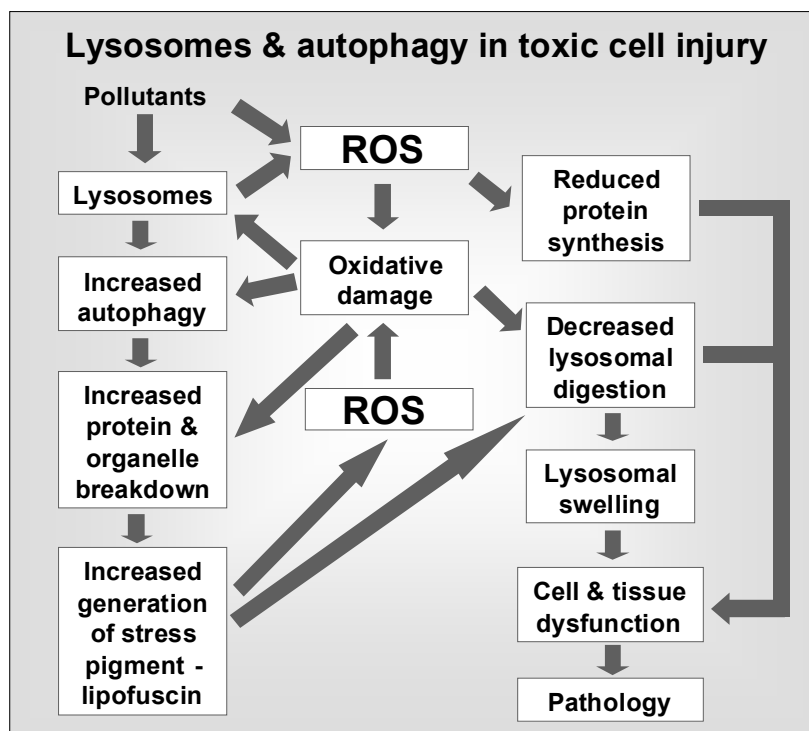 Lysosomes & autophagy in toxic cell injury
Pollutants
ROS
Lysosomes
Reduced
protein
synthesis
Increased
autophagy
Oxidative
damage
Decreased
lysosomal
digestion
Increased
protein &
organelle
breakdown
ROS
Lysosomal
swelling
Increased
generation
of stress
pigment -
lipofuscin
Cell & tissue
dysfunction
Pathology